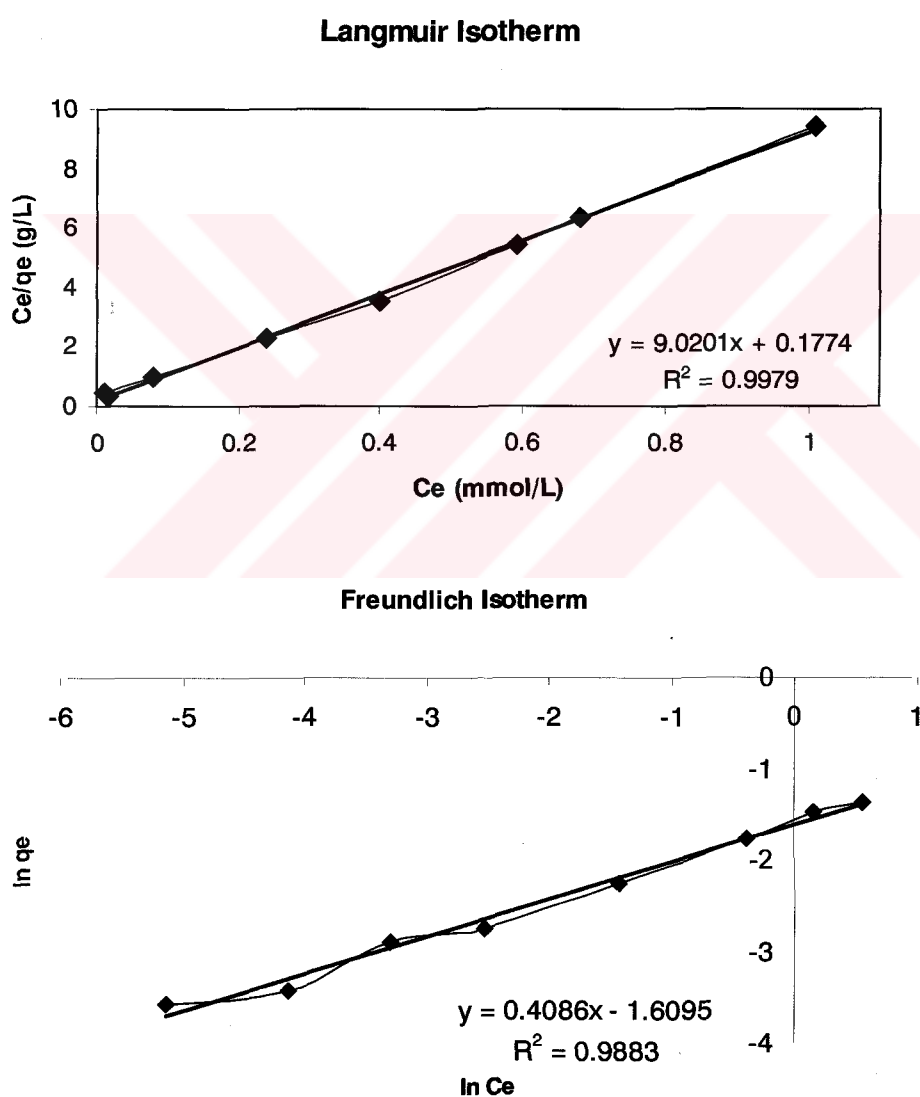 Langmuir Isotherm
10
8
6
4
2
0
Ce/qe (g/L)
y = 9.0201x + 0.1774
R² = 0.9979
0 0.2 0.4 0.6 0.8 1
Ce (mmol/L)
Freundlich Isotherm
0
-6 -5 -4 -3 -2 -1 0 1
-1
ln qe
-2
-3
y = 0.4086x - 1.6095
R² = 0.9883
-4
ln Ce